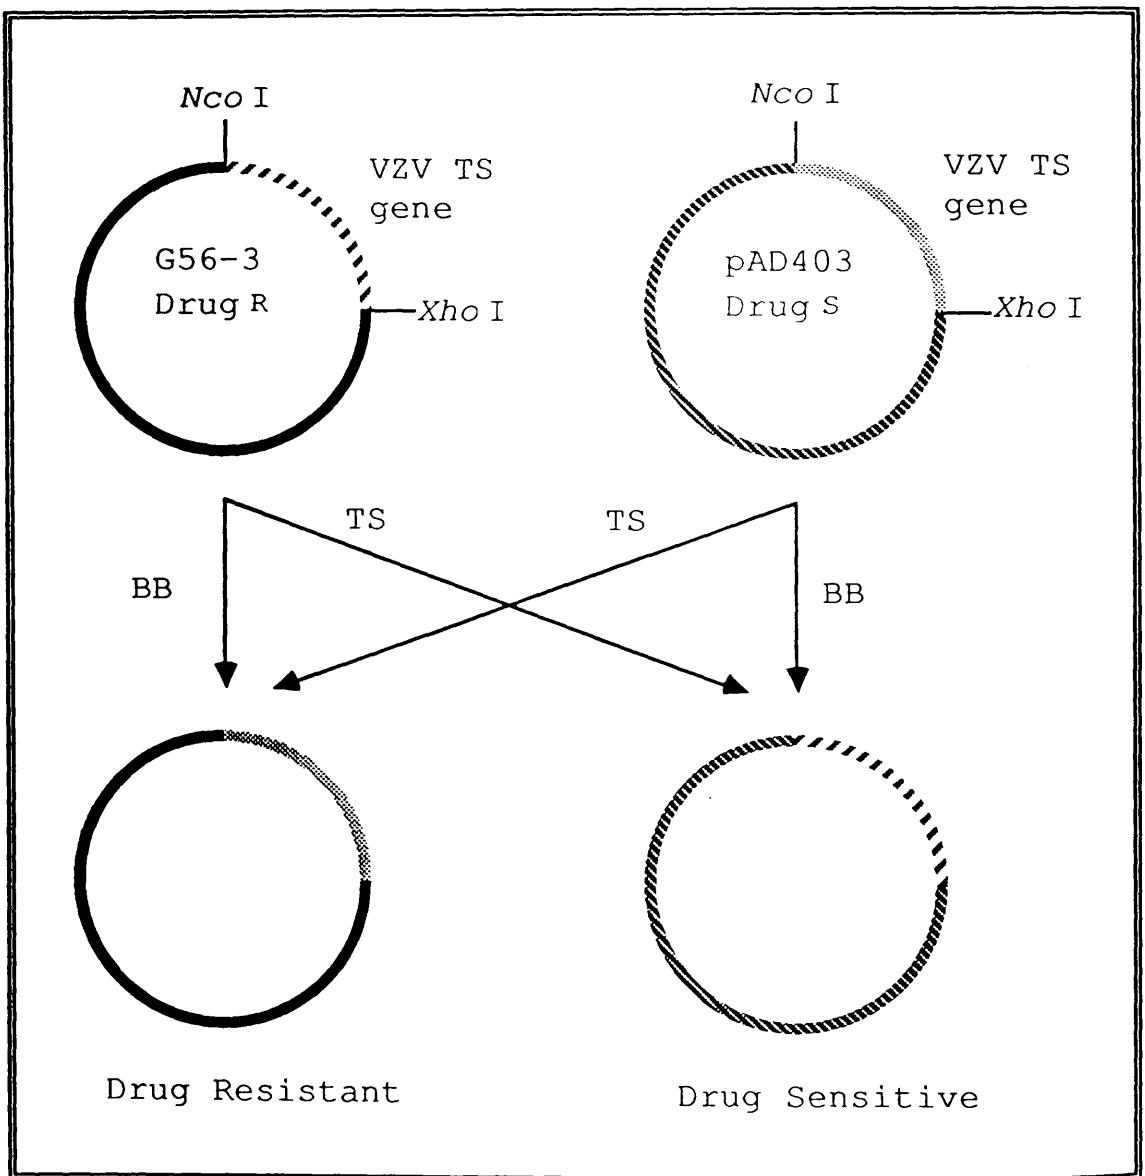 Nco I
VZV TS
gene
G56-3
Drug R
Xho I
Nco I
VZV TS
gene
pAD403
Drug S
Xho I
TS
TS
BB
BB
Drug Resistant
Drug Sensitive